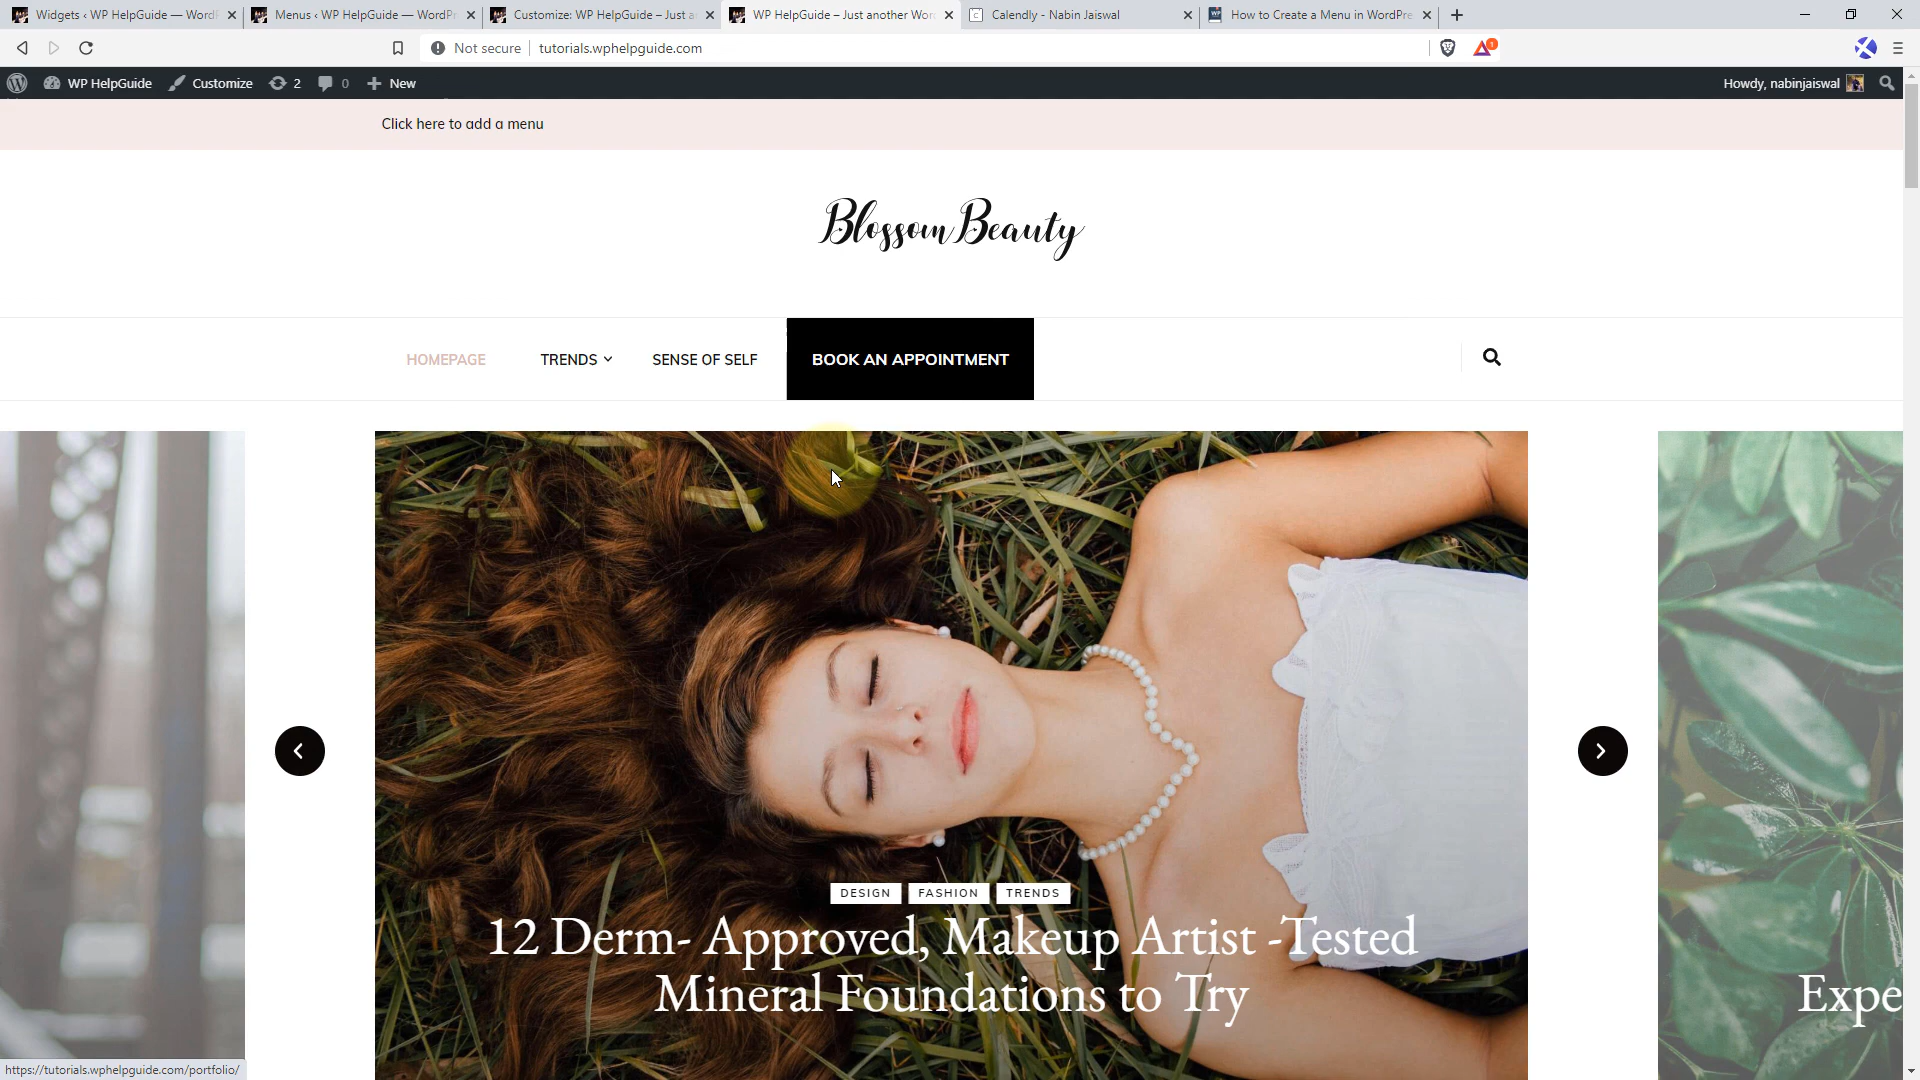 Widgets ‹ WP HelpGuide — Word
Menus ‹ WP HelpGuide — WordPr
Customize: WP HelpGuide – Just a
WP HelpGuide – Just another Wor
Calendly - Nabin Jaiswal
How to Create a Menu in WordPre
Not secure
tutorials.wphelpguide.com
1
WP HelpGuide
Customize
2
0
New
Howdy, nabinjaiswal
Click here to add a menu
Blossom Beauty
HOMEPAGE
TRENDS
SENSE OF SELF
BOOK AN APPOINTMENT
DESIGN
FASHION
TRENDS
12 Derm- Approved, Makeup Artist -Tested
Mineral Foundations to Try
Expe
https://tutorials.wphelpguide.com/portfolio/